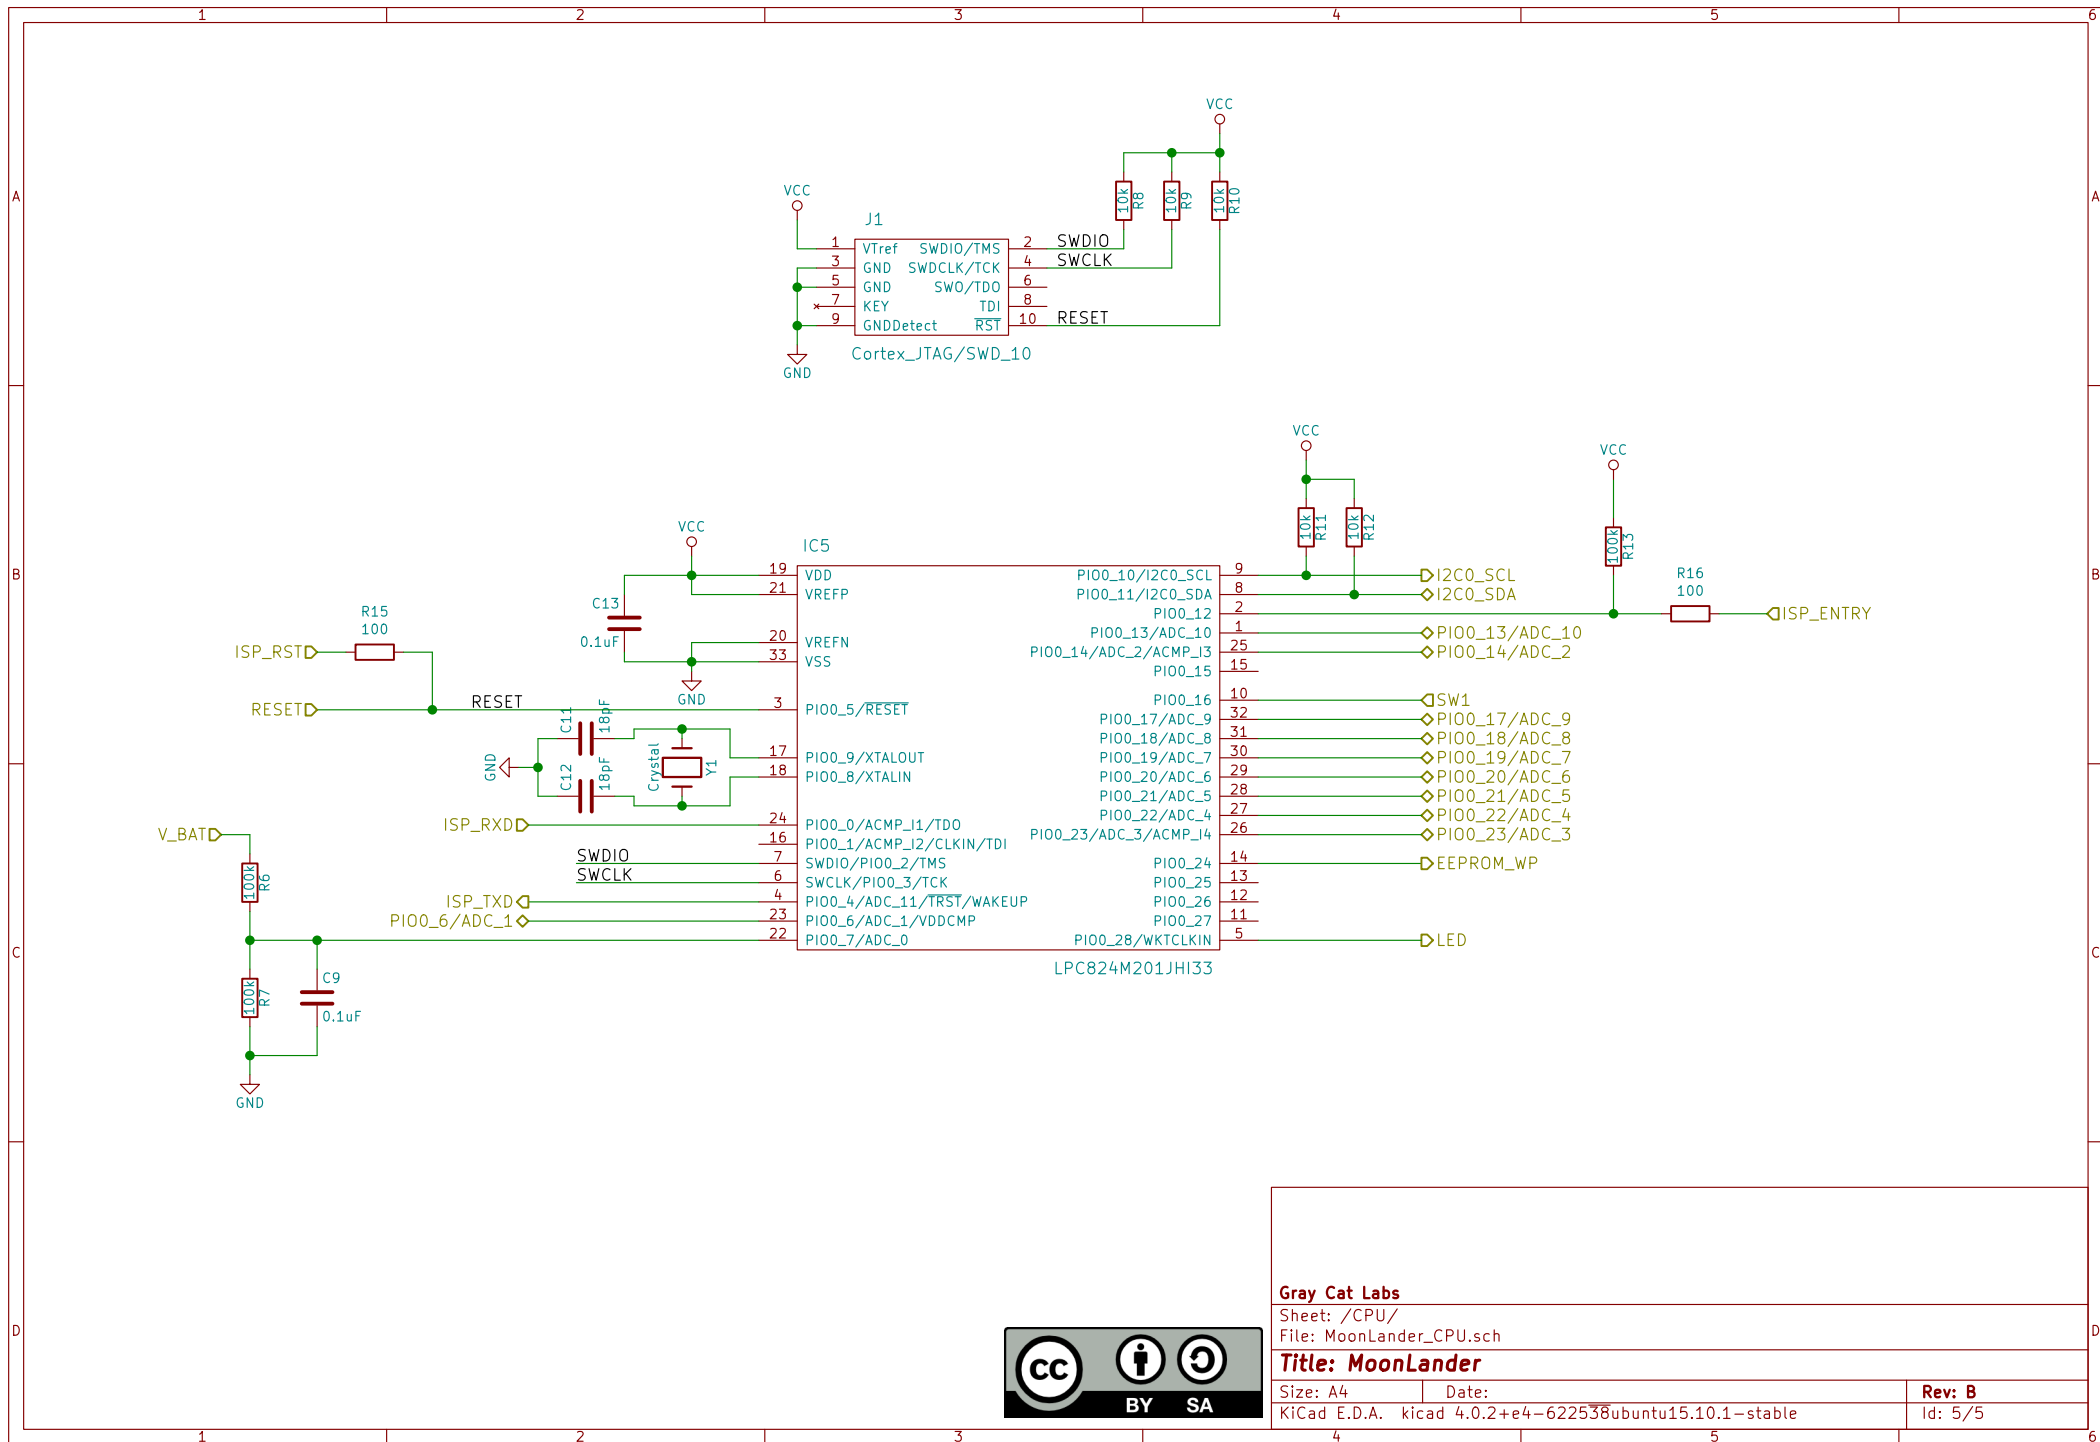 1 2 3 4 5 6
A A
B B
C C
D D
VCC
10k R8
10k R9
10k R10
VCC
J1
1 VTref SWDIO/TMS 2 SWDIO
3 GND SWDCLK/TCK 4 SWCLK
5 GND SWO/TDO 6
7 KEY TDI 8
9 GNDDetect RST 10 RESET
Cortex_JTAG/SWD_10
GND
VCC
10k R11
10k R12
VCC
100k R13
R16
100
ISP_ENTRY
VCC
C13
0.1uF
GND
R15
100
ISP_RST
RESET
RESET
C11 18pF
C12 18pF
GND
Crystal Y1
ISP_RXD
SWDIO
SWCLK
ISP_TXD
PIO0_6/ADC_1
V_BAT
100k R6
100k R7
C9
0.1uF
GND
IC5
19 VDD
21 VREFP
20 VREFN
33 VSS
3 PIO0_5/RESET
17 PIO0_9/XTALOUT
18 PIO0_8/XTALIN
24 PIO0_0/ACMP_I1/TDO
16 PIO0_1/ACMP_I2/CLKIN/TDI
7 SWDIO/PIO0_2/TMS
6 SWCLK/PIO0_3/TCK
4 PIO0_4/ADC_11/TRST/WAKEUP
23 PIO0_6/ADC_1/VDDCMP
22 PIO0_7/ADC_0
PIO0_10/I2C0_SCL 9 I2C0_SCL
PIO0_11/I2C0_SDA 8 I2C0_SDA
PIO0_12 2
PIO0_13/ADC_10 1 PIO0_13/ADC_10
PIO0_14/ADC_2/ACMP_I3 25 PIO0_14/ADC_2
PIO0_15 15
PIO0_16 10 SW1
PIO0_17/ADC_9 32 PIO0_17/ADC_9
PIO0_18/ADC_8 31 PIO0_18/ADC_8
PIO0_19/ADC_7 30 PIO0_19/ADC_7
PIO0_20/ADC_6 29 PIO0_20/ADC_6
PIO0_21/ADC_5 28 PIO0_21/ADC_5
PIO0_22/ADC_4 27 PIO0_22/ADC_4
PIO0_23/ADC_3/ACMP_I4 26 PIO0_23/ADC_3
PIO0_24 14 EEPROM_WP
PIO0_25 13
PIO0_26 12
PIO0_27 11
PIO0_28/WKTCLKIN 5 LED
LPC824M201JHI33
cc
BY SA
Gray Cat Labs
Sheet: /CPU/
File: MoonLander_CPU.sch
Title: MoonLander
Size: A4 Date: Rev: B
KiCad E.D.A. kicad 4.0.2+e4-622538ubuntu15.10.1-stable Id: 5/5
1 2 3 4 5 6